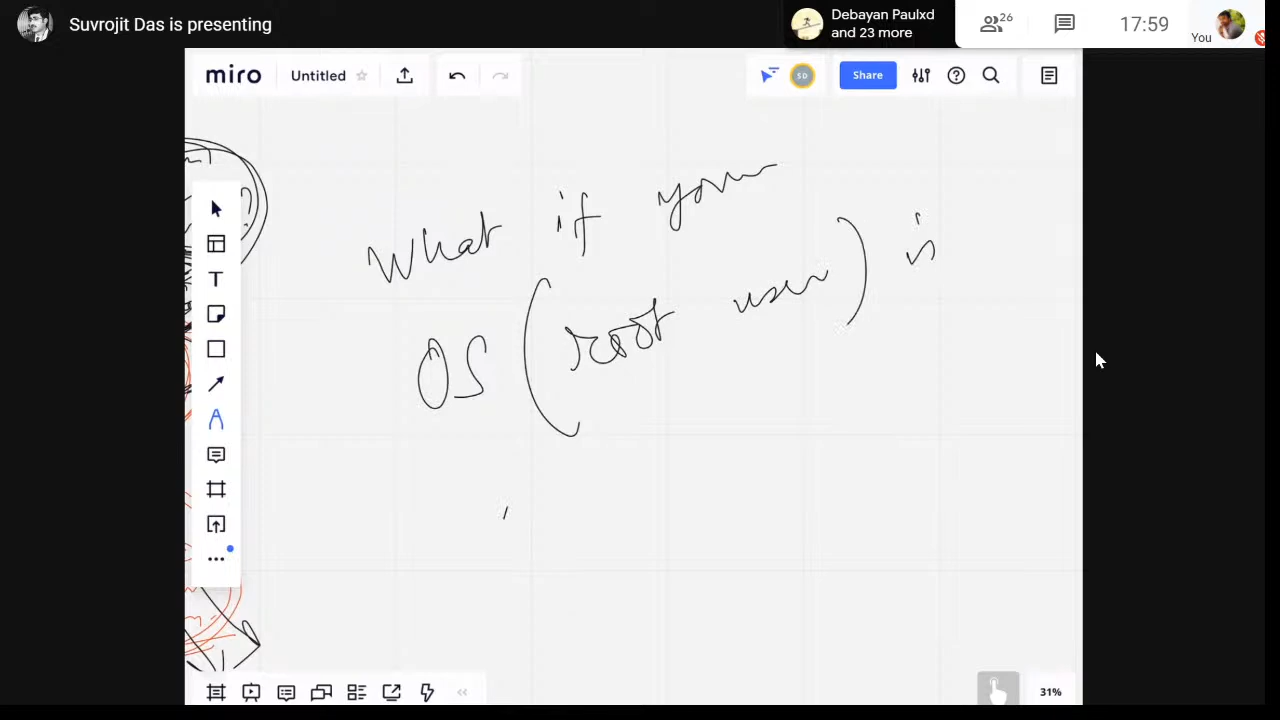 Suvrojit Das is presenting
Debayan Paulxd
and 23 more
26
17:59
You
miro
Untitled
SD
Share
What if your
OS (root user) is
31%